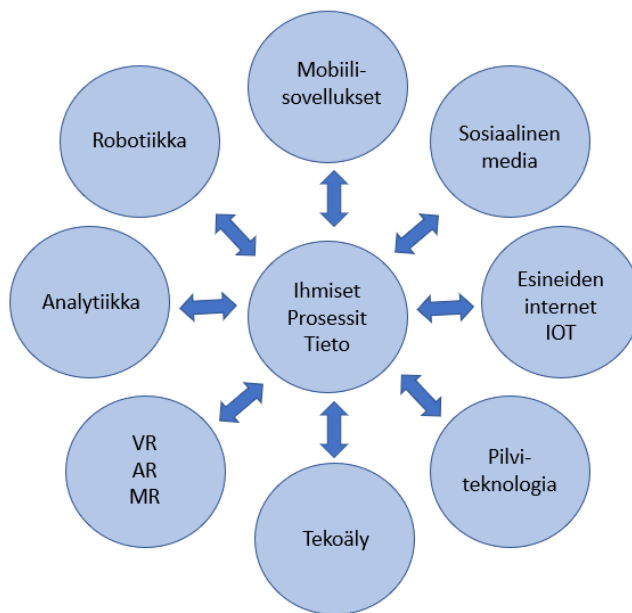 Mobiili-
sovellukset
Robotiikka
Sosiaalinen
media
Analytiikka
Ihmiset
Prosessit
Tieto
Esineiden
internet
IOT
VR
AR
MR
Pilvi-
teknologia
Tekoäly